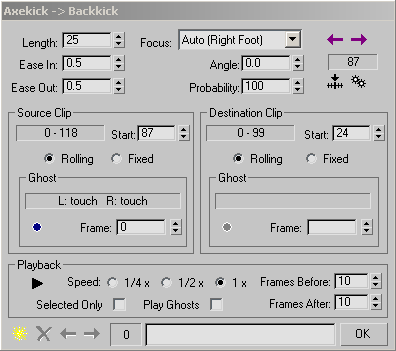 Axekick -> Backkick
Length: 25 Focus: Auto (Right Foot)
Ease In: 0.5 Angle: 0.0 87
Ease Out: 0.5 Probability: 100
Source Clip Destination Clip
0 - 118 Start: 87 0 - 99 Start: 24
Rolling Fixed Rolling Fixed
Ghost Ghost
L: touch R: touch
Frame: 0 Frame:
Playback
Speed: 1/4 x 1/2 x 1 x Frames Before: 10
Selected Only Play Ghosts Frames After: 10
0 OK